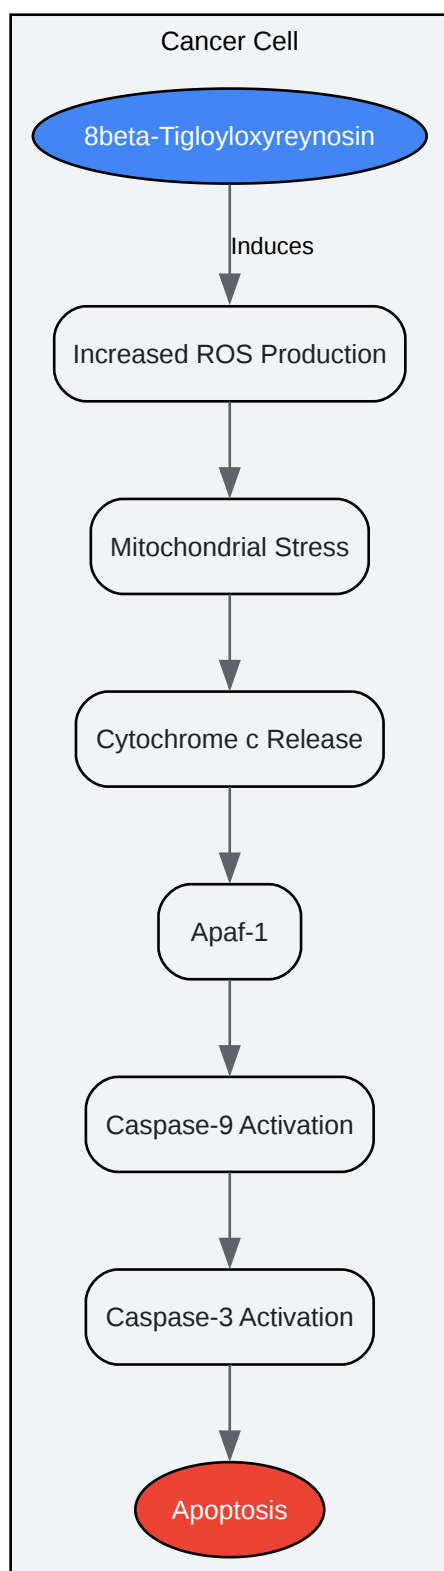 Cancer Cell
8beta-Tigloyloxyreynosin
Induces
Increased ROS Production
Mitochondrial Stress
Cytochrome c Release
Apaf-1
Caspase-9 Activation
Caspase-3 Activation
Apoptosis